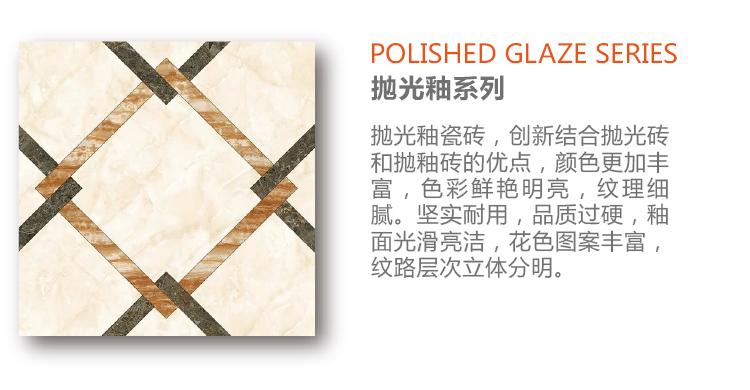 POLISHED GLAZE SERIES
抛光釉系列
抛光釉瓷砖，创新结合抛光砖
和抛釉砖的优点，颜色更加丰
富，色彩鲜艳明亮，纹理细
腻。坚实耐用，品质过硬，釉
面光滑亮洁，花色图案丰富，
纹路层次立体分明。